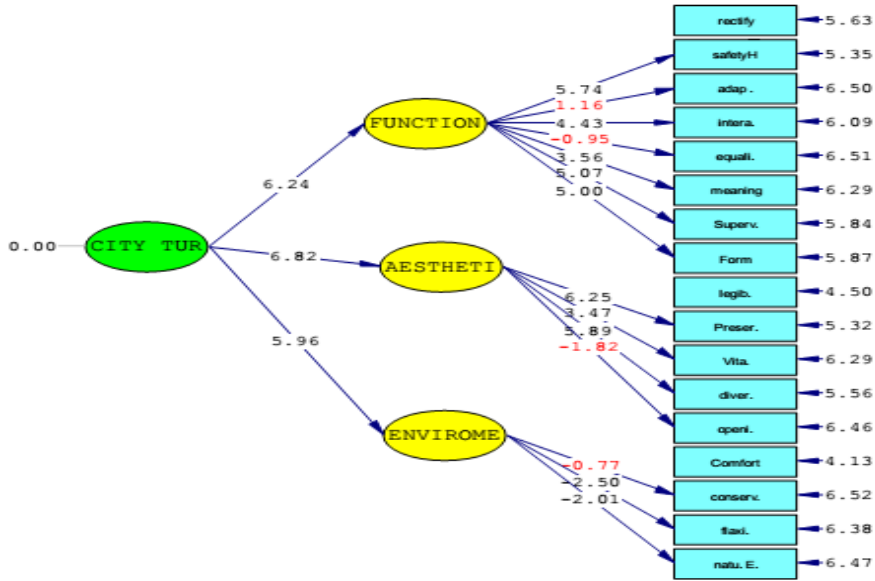 rectify 5.63
safetyH 5.35
5.74
adap. 6.50
1.16
FUNCTION 4.43 intera. 6.09
-0.95
equali. 6.51
3.56
5.07
meaning 6.29
5.00
6.24
Superv. 5.84
0.00 CITY TUR
6.82
Form 5.87
AESTHETI
legib. 4.50
6.25
3.47
Preser. 5.32
5.89
-1.82
5.96
Vita. 6.29
diver. 5.56
openi. 6.46
ENVIROME
Comfort 4.13
-0.77
-2.50
conserv. 6.52
-2.01
flaxi. 6.38
natu. E. 6.47